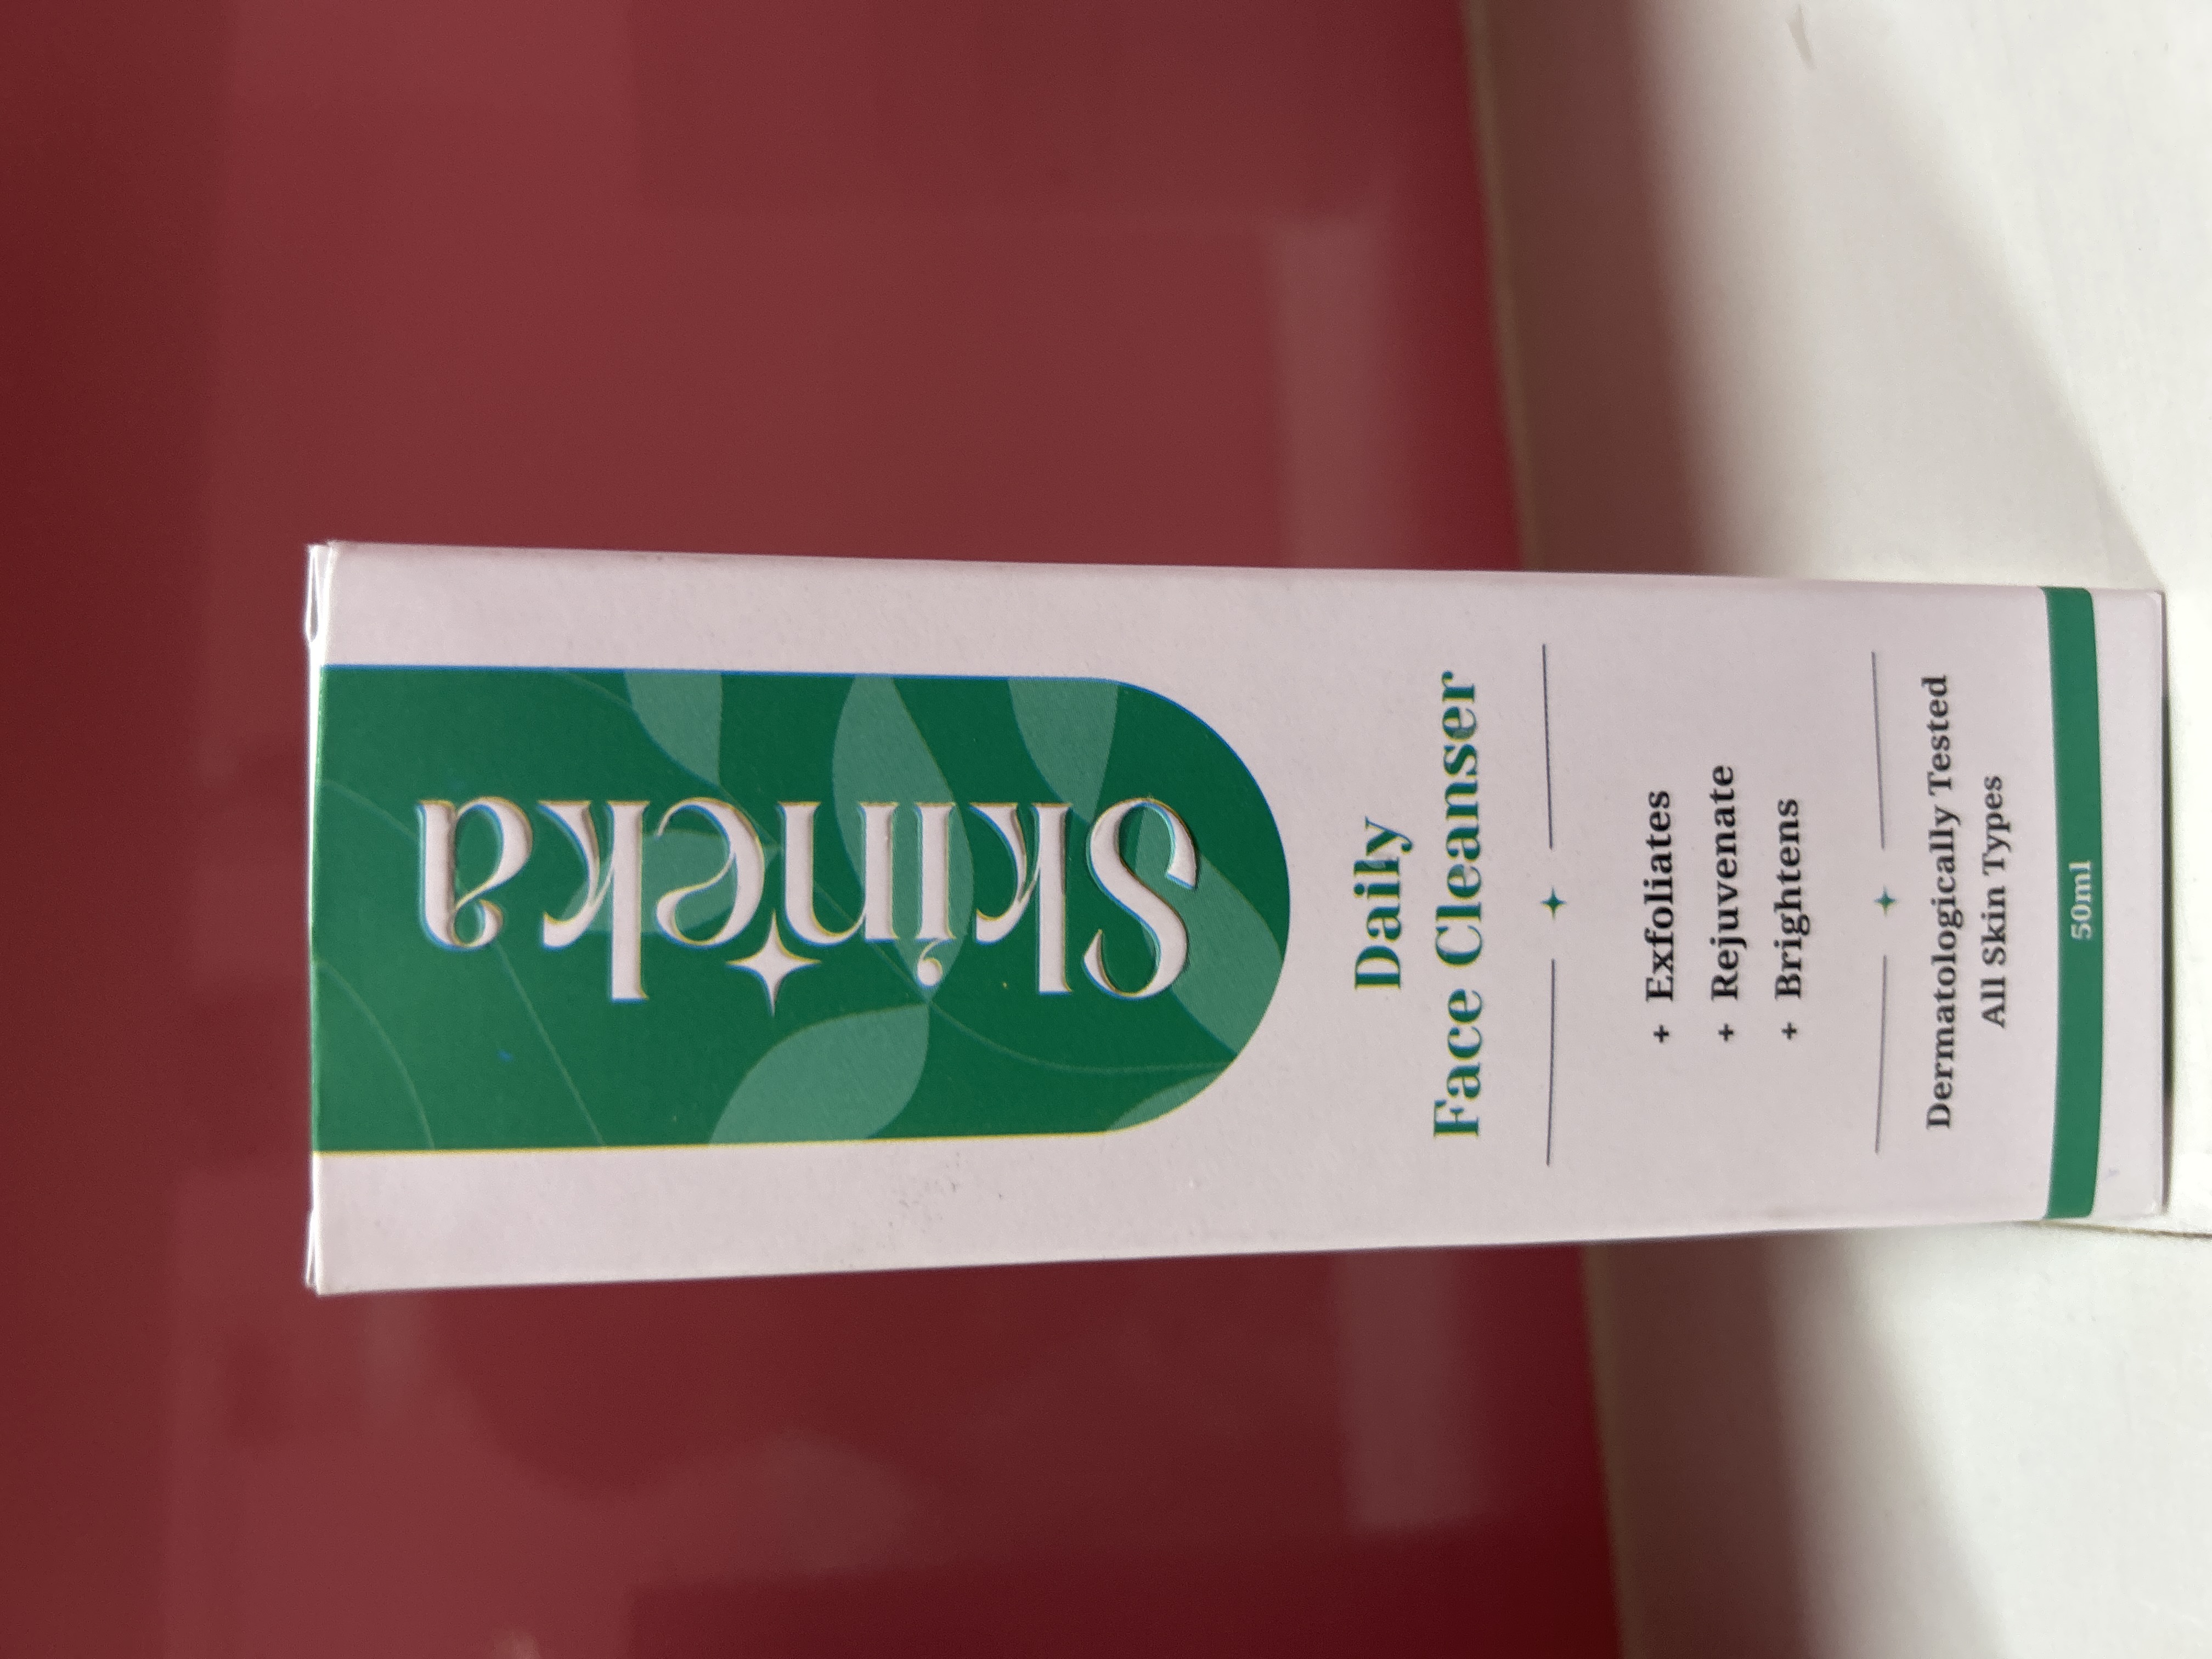 Skineka
Daily
Face Cleanser
+ Exfoliates
+ Rejuvenate
+ Brightens
Dermatologically Tested
All Skin Types
50ml